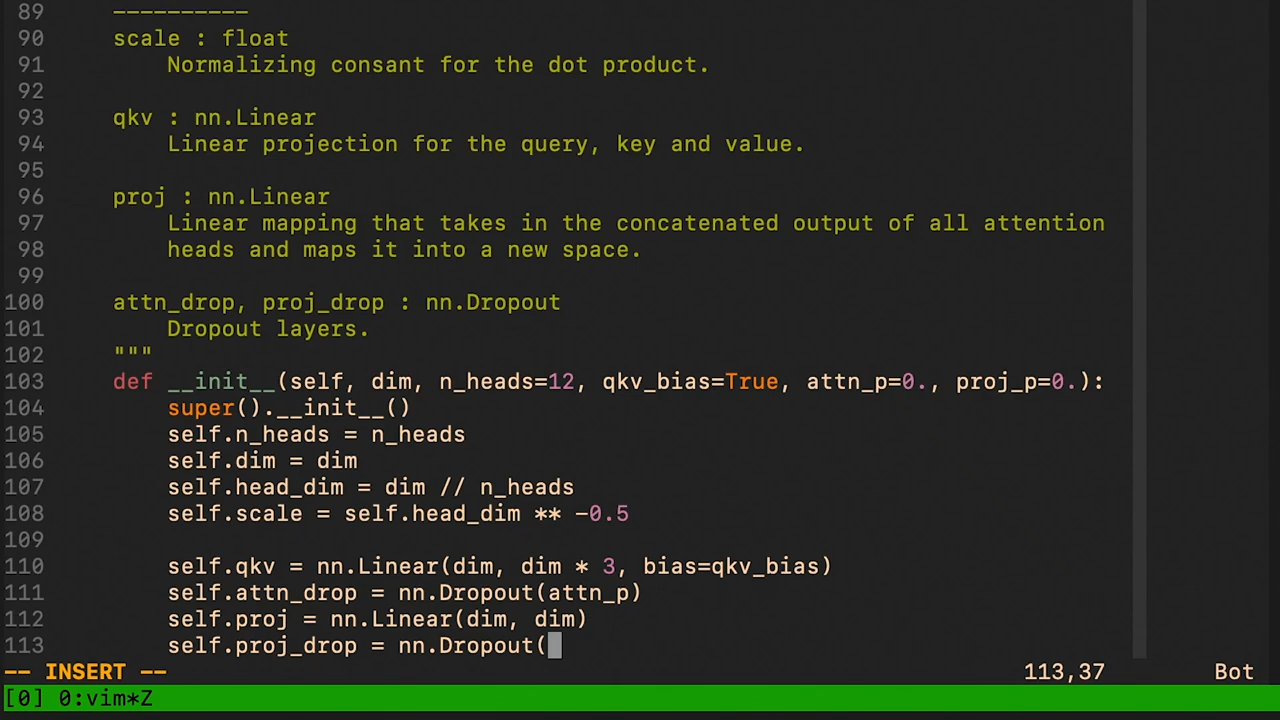 89     ----------
90     scale : float
91         Normalizing consant for the dot product.
92
93     qkv : nn.Linear
94         Linear projection for the query, key and value.
95
96     proj : nn.Linear
97         Linear mapping that takes in the concatenated output of all attention
98         heads and maps it into a new space.
99
100     attn_drop, proj_drop : nn.Dropout
101         Dropout layers.
102     """
103     def __init__(self, dim, n_heads=12, qkv_bias=True, attn_p=0., proj_p=0.):
104         super().__init__()
105         self.n_heads = n_heads
106         self.dim = dim
107         self.head_dim = dim // n_heads
108         self.scale = self.head_dim ** -0.5
109
110         self.qkv = nn.Linear(dim, dim * 3, bias=qkv_bias)
111         self.attn_drop = nn.Dropout(attn_p)
112         self.proj = nn.Linear(dim, dim)
113         self.proj_drop = nn.Dropout(
-- INSERT -- 113,37 Bot
[0] 0:vim*Z